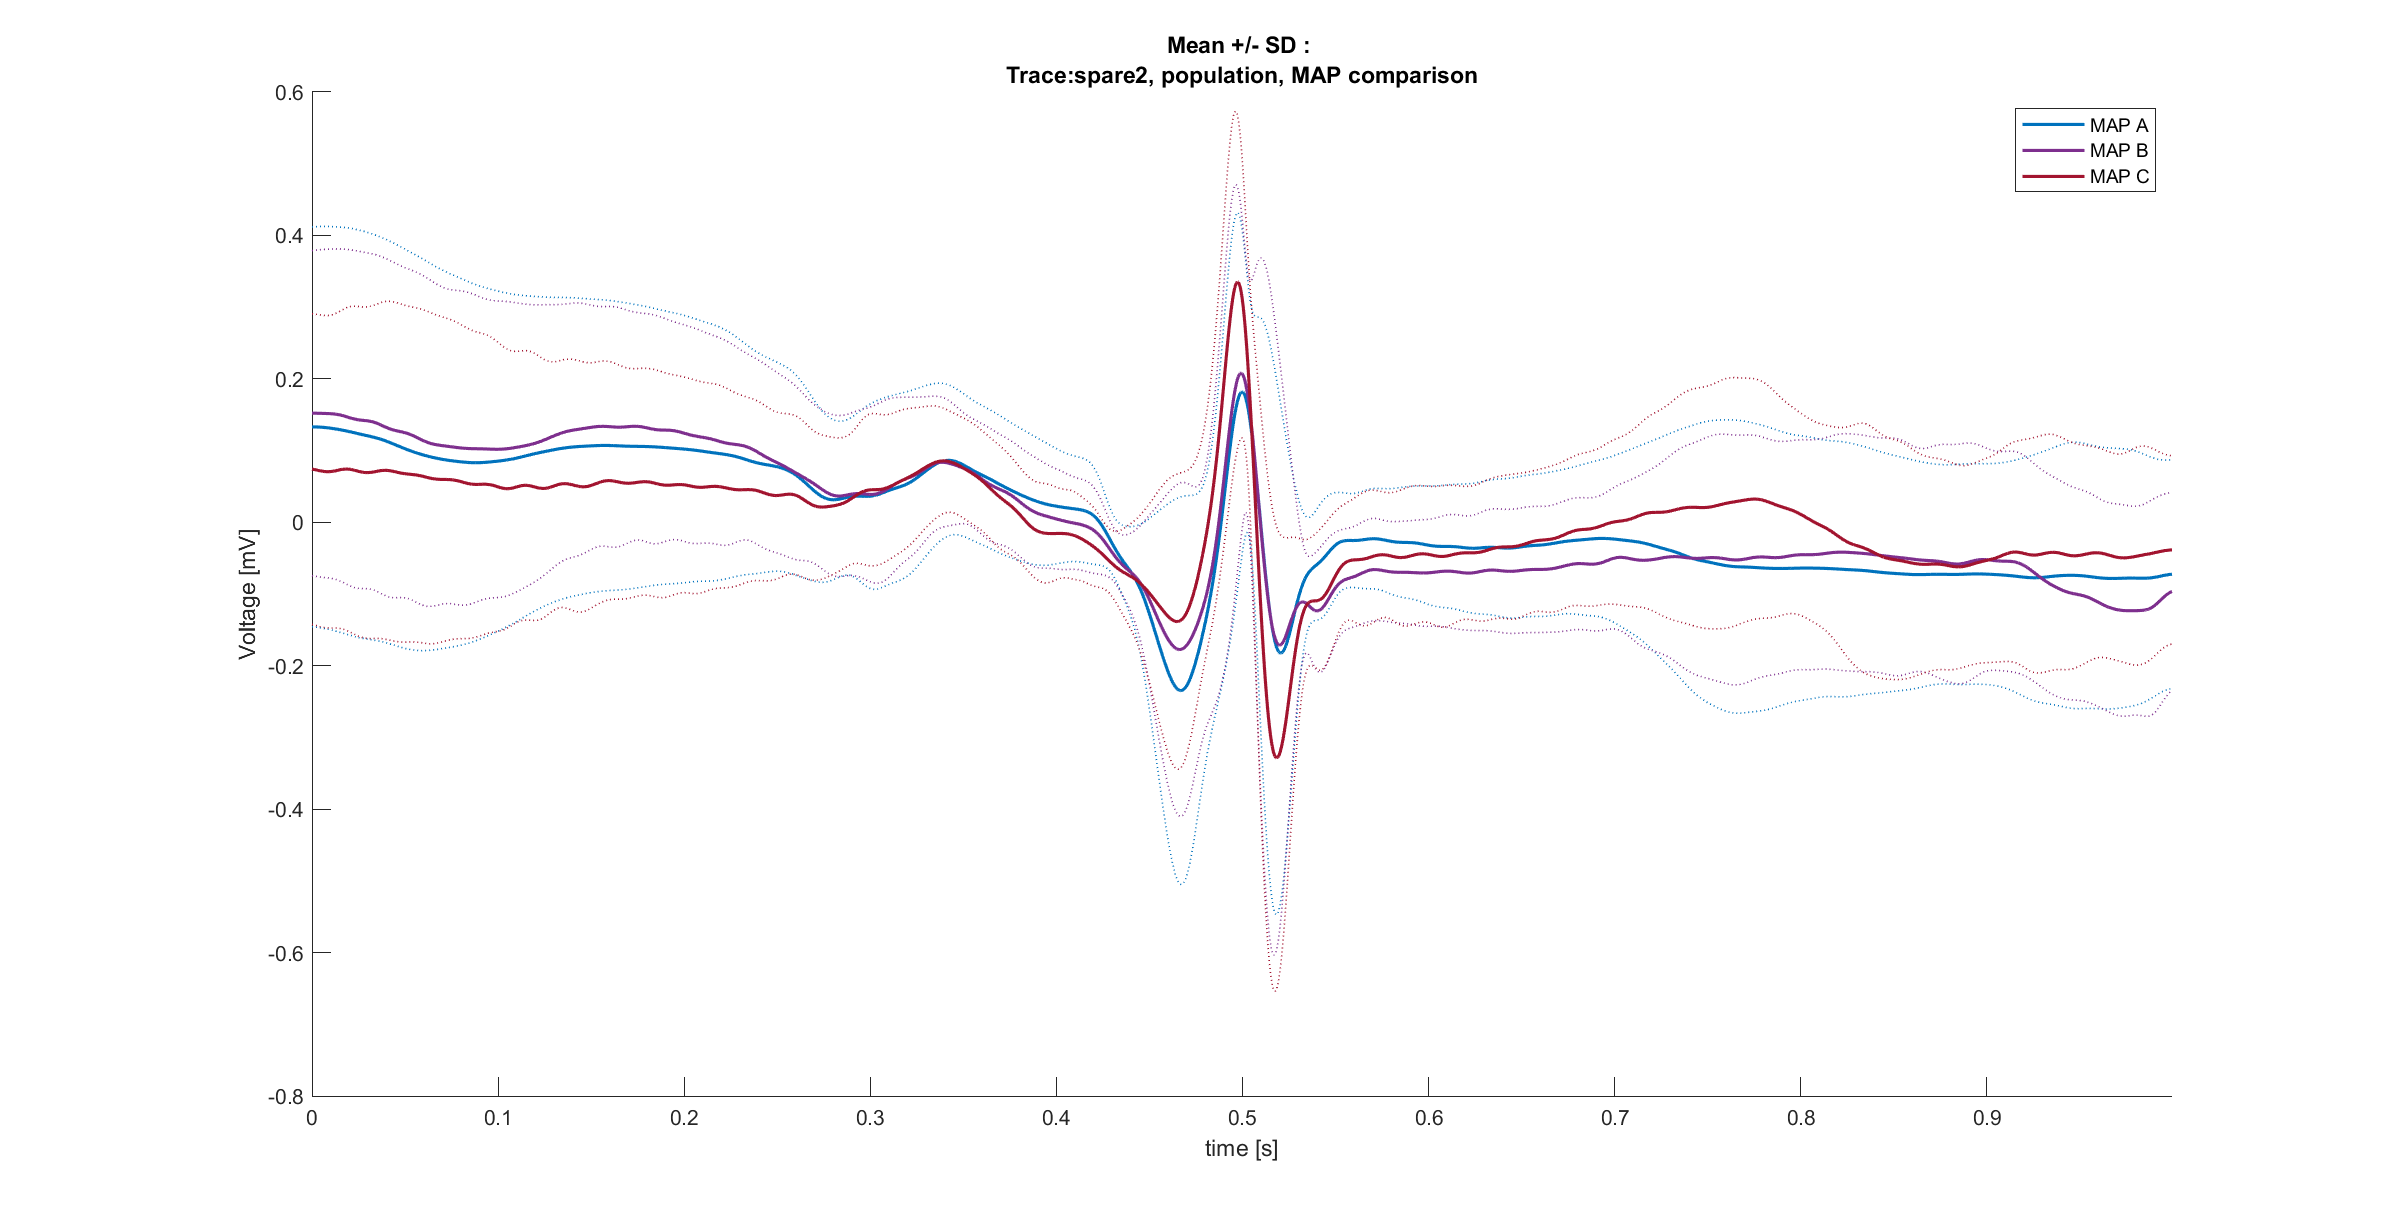 Mean +/- SD :
Trace:spare2, population, MAP comparison
MAP A
MAP B
MAP C
Voltage [mV]
0.6
0.4
0.2
0
-0.2
-0.4
-0.6
-0.8
0 0.1 0.2 0.3 0.4 0.5 0.6 0.7 0.8 0.9
time [s]